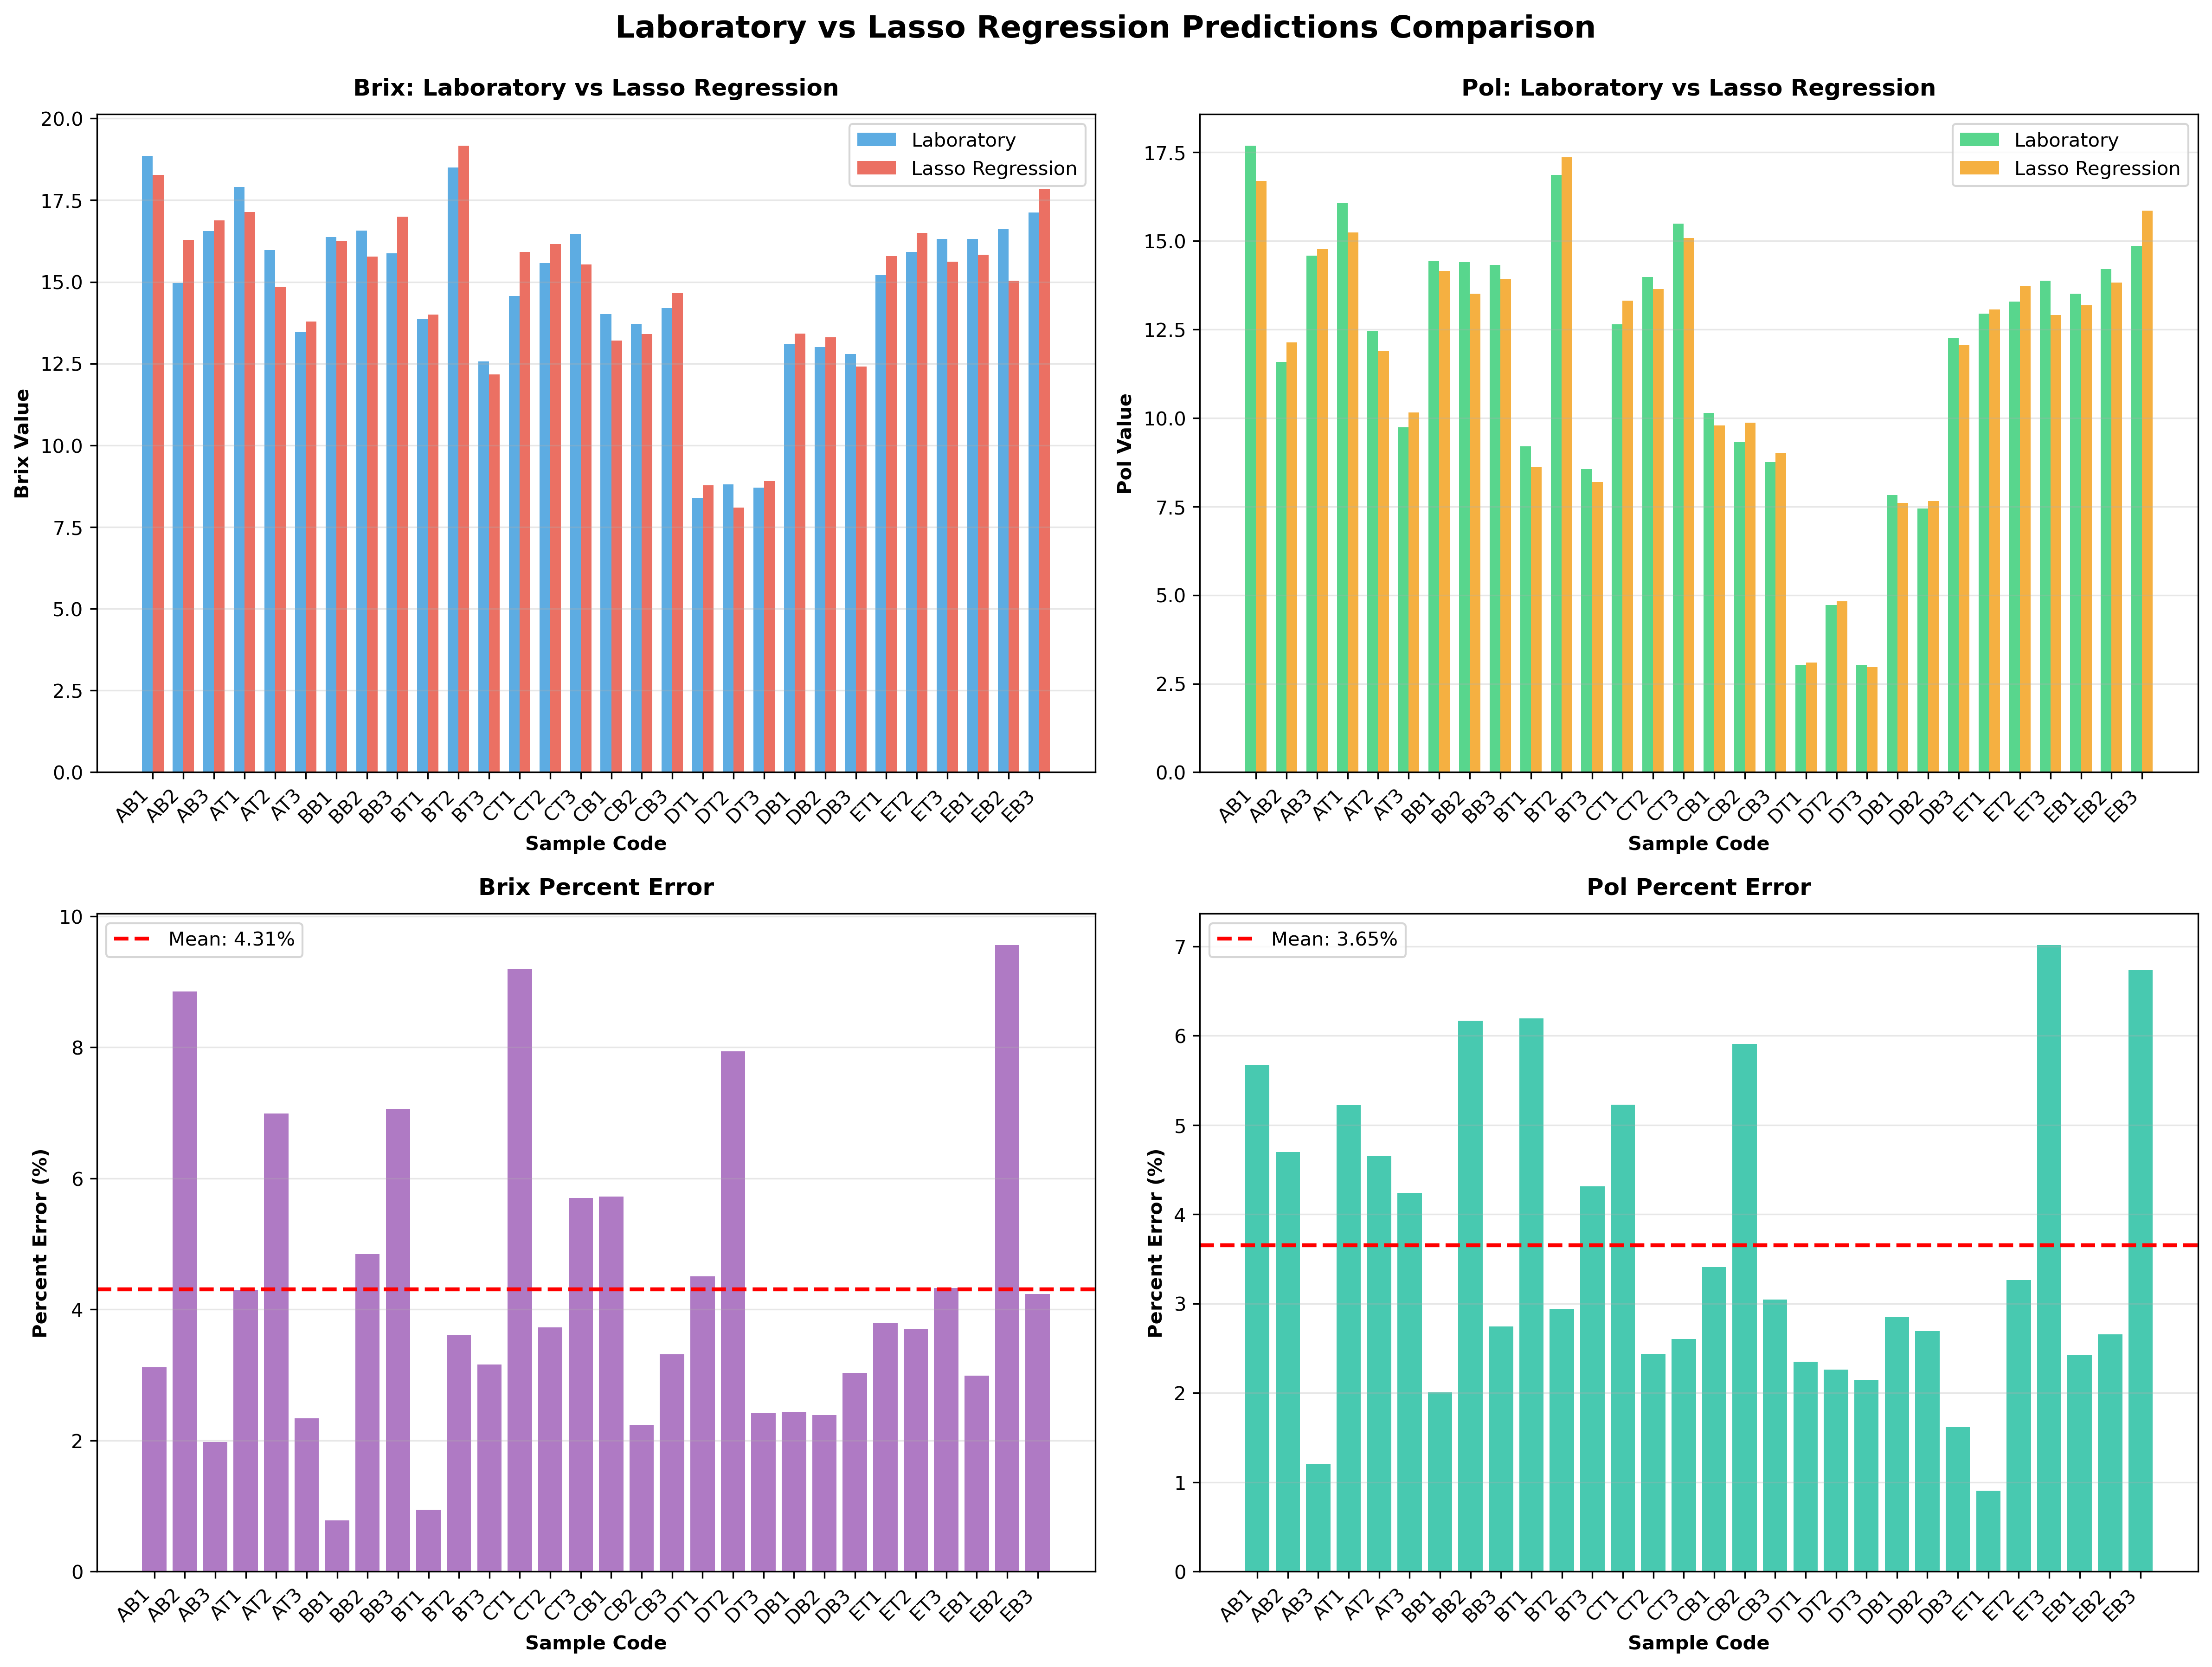 Laboratory vs Lasso Regression Predictions Comparison
Brix: Laboratory vs Lasso Regression
20.0
17.5
15.0
12.5
10.0
7.5
5.0
2.5
0.0
Brix Value
Laboratory
Lasso Regression
AB1 AB2 AB3 AT1 AT2 AT3 BB1 BB2 BB3 BT1 BT2 BT3 CT1 CT2 CT3 CB1 CB2 CB3 DT1 DT2 DT3 DB1 DB2 DB3 ET1 ET2 ET3 EB1 EB2 EB3
Sample Code
Pol: Laboratory vs Lasso Regression
17.5
15.0
12.5
10.0
7.5
5.0
2.5
0.0
Pol Value
Laboratory
Lasso Regression
AB1 AB2 AB3 AT1 AT2 AT3 BB1 BB2 BB3 BT1 BT2 BT3 CT1 CT2 CT3 CB1 CB2 CB3 DT1 DT2 DT3 DB1 DB2 DB3 ET1 ET2 ET3 EB1 EB2 EB3
Sample Code
Brix Percent Error
10
8
6
4
2
0
Percent Error (%)
Mean: 4.31%
AB1 AB2 AB3 AT1 AT2 AT3 BB1 BB2 BB3 BT1 BT2 BT3 CT1 CT2 CT3 CB1 CB2 CB3 DT1 DT2 DT3 DB1 DB2 DB3 ET1 ET2 ET3 EB1 EB2 EB3
Sample Code
Pol Percent Error
7
6
5
4
3
2
1
0
Percent Error (%)
Mean: 3.65%
AB1 AB2 AB3 AT1 AT2 AT3 BB1 BB2 BB3 BT1 BT2 BT3 CT1 CT2 CT3 CB1 CB2 CB3 DT1 DT2 DT3 DB1 DB2 DB3 ET1 ET2 ET3 EB1 EB2 EB3
Sample Code